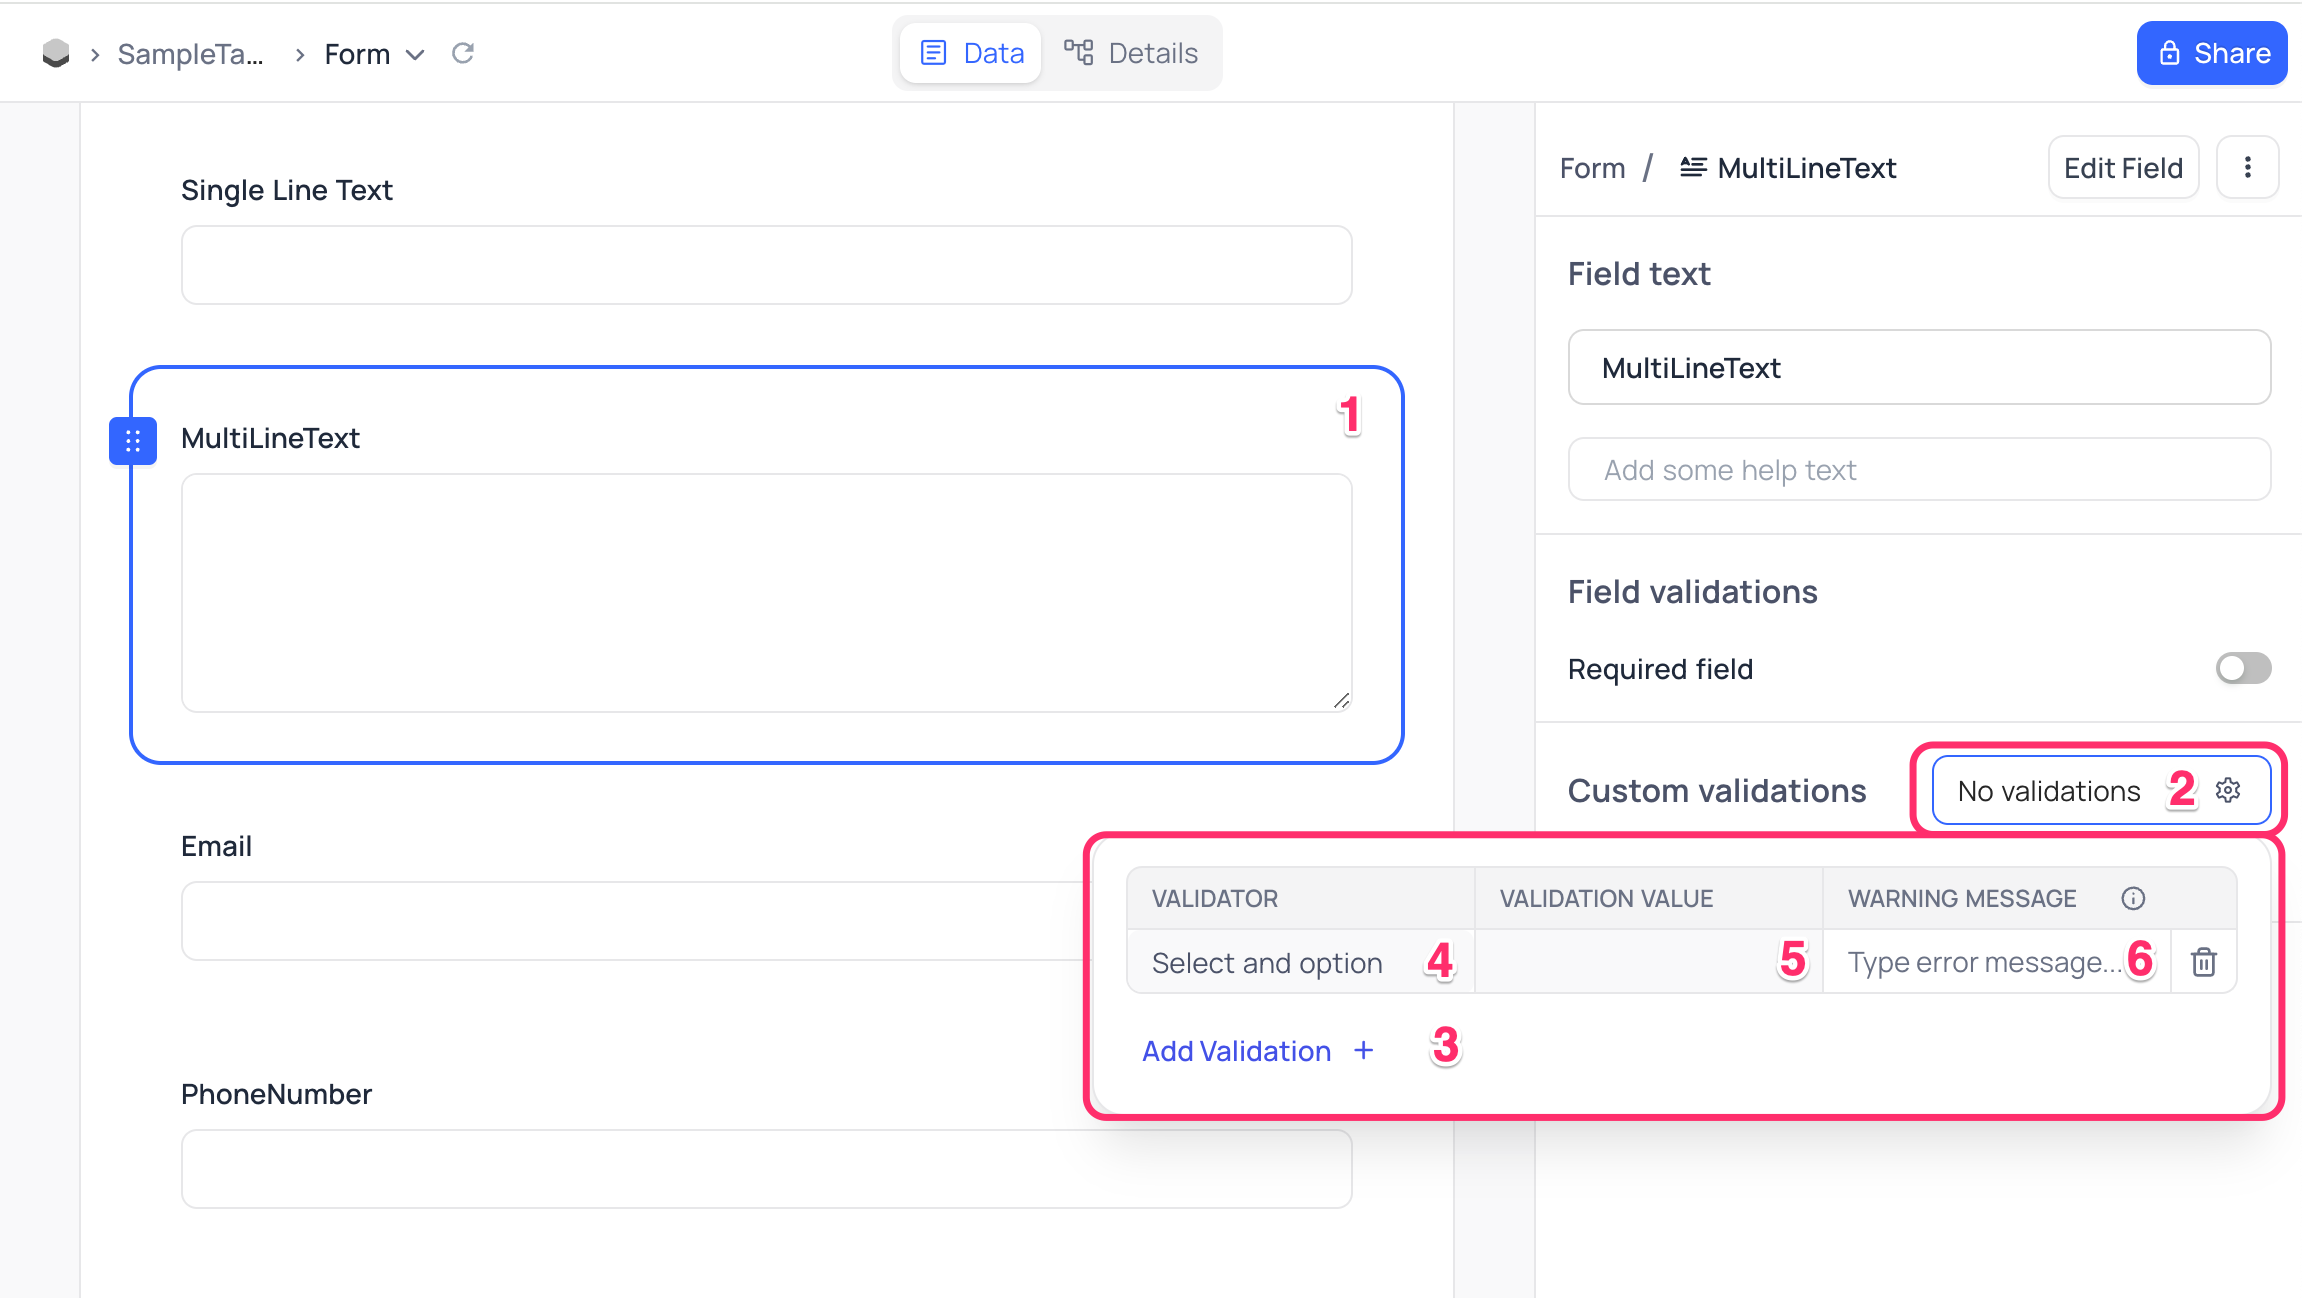 SampleTa... Form Data Details Share
Single Line Text
MultiLineText
1
Email
PhoneNumber
Form / MultiLineText Edit Field
Field text
MultiLineText
Add some help text
Field validations
Required field
Custom validations No validations 2
VALIDATOR VALIDATION VALUE WARNING MESSAGE
Select and option 4 5 Type error message... 6
Add Validation + 3